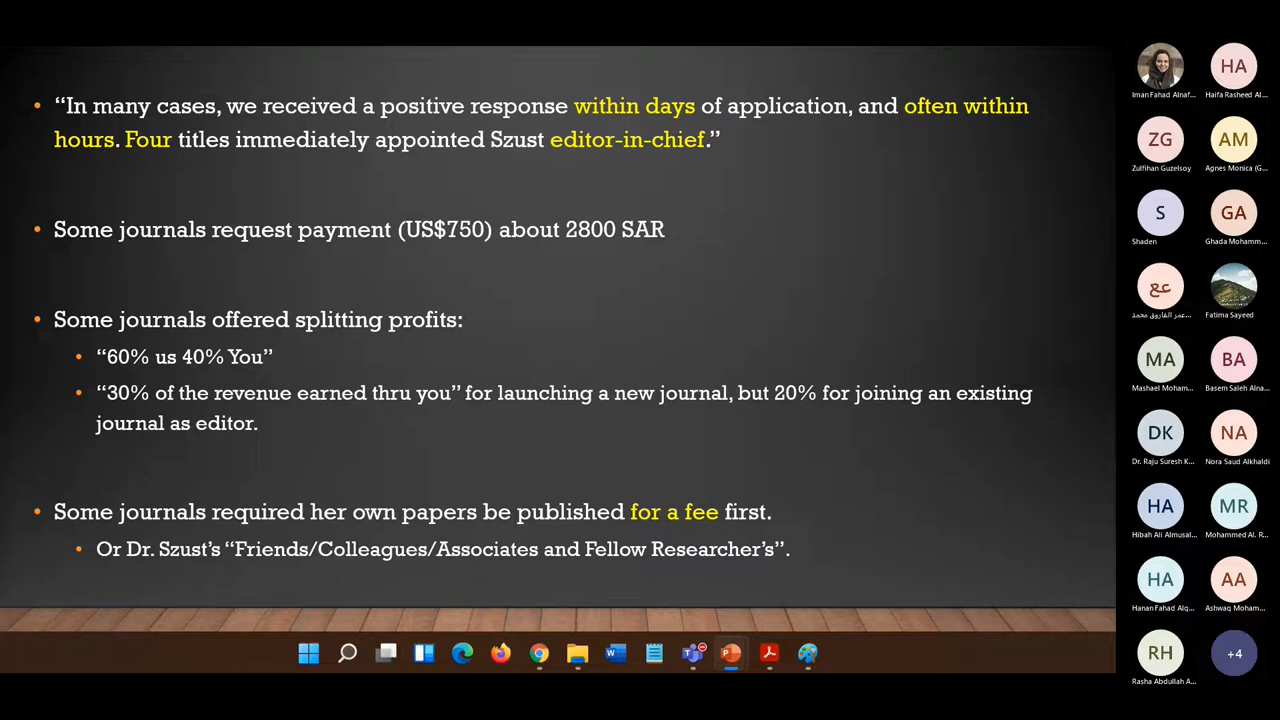 • “In many cases, we received a positive response within days of application, and often within
hours. Four titles immediately appointed Szust editor-in-chief.”
• Some journals request payment (US$750) about 2800 SAR
• Some journals offered splitting profits:
• “60% us 40% You”
• “30% of the revenue earned thru you” for launching a new journal, but 20% for joining an existing
journal as editor.
• Some journals required her own papers be published for a fee first.
• Or Dr. Szust’s “Friends/Colleagues/Associates and Fellow Researcher’s”.
Iman Fahad Alnaf...
HA
Haifa Rasheed Al...
ZG
Zulfihan Guzelsoy
AM
Agnes Monica (G...
S
Shaden
GA
Ghada Mohamm...
عع
عمر الفاروق محمد...
Fatima Sayeed
MA
Mashael Moham...
BA
Basem Saleh Alna...
DK
Dr. Raju Suresh K...
NA
Nora Saud Alkhaldi
HA
Hibah Ali Almusal...
MR
Mohammed Al. R...
HA
Hanan Fahad Alq...
AA
Ashwaq Moham...
RH
Rasha Abdullah A...
+4